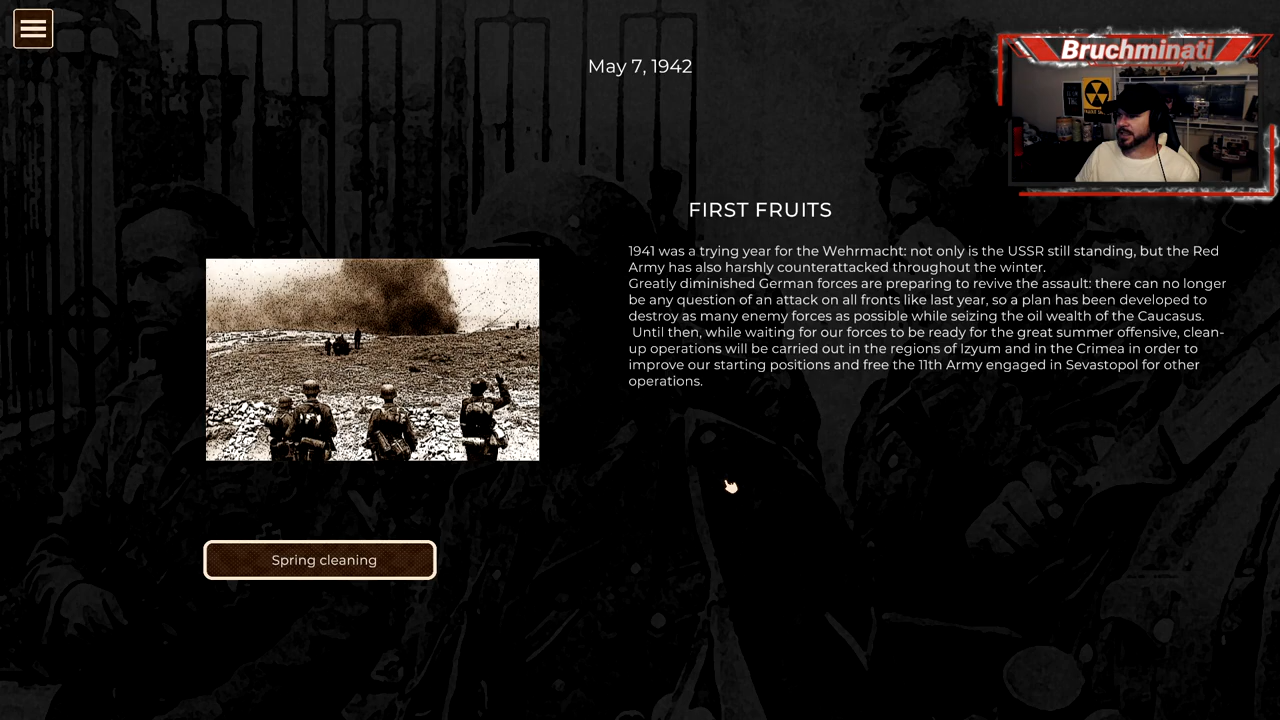 May 7, 1942
Bruchminati
FIRST FRUITS
1941 was a trying year for the Wehrmacht: not only is the USSR still standing, but the Red
Army has also harshly counterattacked throughout the winter.
Greatly diminished German forces are preparing to revive the assault: there can no longer
be any question of an attack on all fronts like last year, so a plan has been developed to
destroy as many enemy forces as possible while seizing the oil wealth of the Caucasus.
Until then, while waiting for our forces to be ready for the great summer offensive, clean-
up operations will be carried out in the regions of Izyum and in the Crimea in order to
improve our starting positions and free the 11th Army engaged in Sevastopol for other
operations.
Spring cleaning